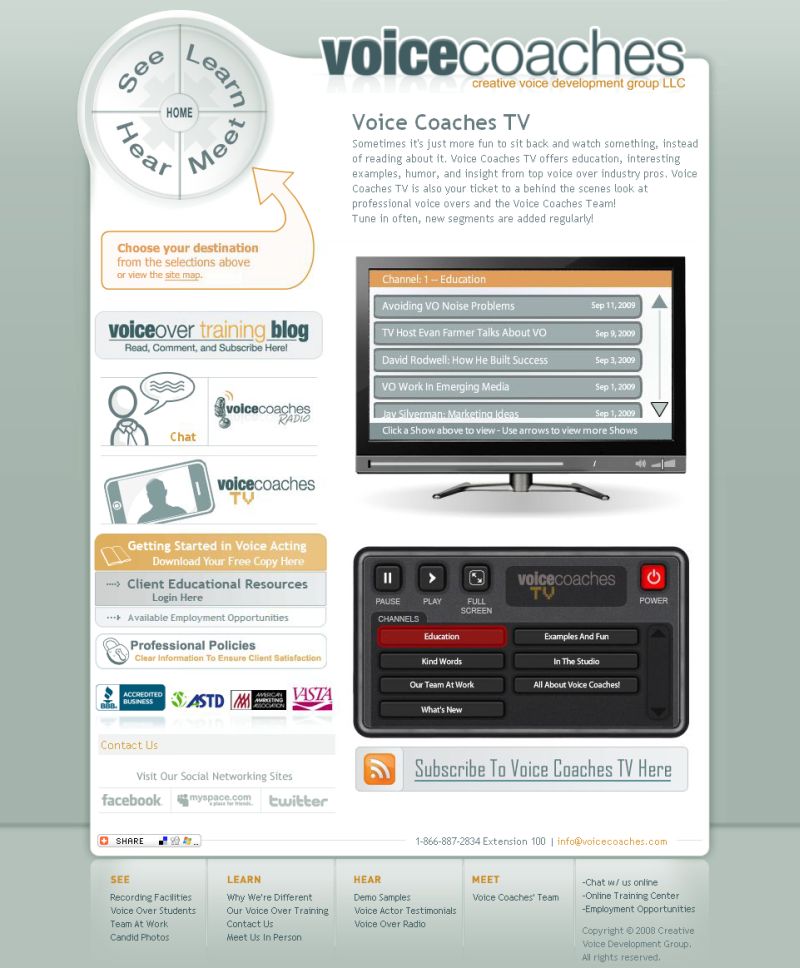 See
Learn
HOME
Hear
Meet
voicecoaches
creative voice development group LLC
Choose your destination
from the selections above
or view the site map.
voiceover training blog
Read, Comment, and Subscribe Here!
Chat
voicecoaches
RADIO
voicecoaches
TV
Getting Started in Voice Acting
Download Your Free Copy Here
Client Educational Resources
Login Here
Available Employment Opportunities
Professional Policies
Clear Information To Ensure Client Satisfaction
BBB.
ACCREDITED
BUSINESS
ASTD
AMERICAN
MARKETING
ASSOCIATION
VASTA
Contact Us
Visit Our Social Networking Sites
facebook
myspace.com
a place for friends.
twitter
Voice Coaches TV
Sometimes it's just more fun to sit back and watch something, instead
of reading about it. Voice Coaches TV offers education, interesting
examples, humor, and insight from top voice over industry pros. Voice
Coaches TV is also your ticket to a behind the scenes look at
professional voice overs and the Voice Coaches Team!
Tune in often, new segments are added regularly!
Channel: 1 -- Education
Avoiding VO Noise Problems Sep 11, 2009
TV Host Evan Farmer Talks About VO Sep 9, 2009
David Rodwell: How He Built Success Sep 3, 2009
VO Work In Emerging Media Sep 1, 2009
Jay Silverman: Marketing Ideas Sep 1, 2009
Click a Show above to view - Use arrows to view more Shows
/
PAUSE
PLAY
FULL
SCREEN
voicecoaches
TV
POWER
CHANNELS
Education
Examples And Fun
Kind Words
In The Studio
Our Team At Work
All About Voice Coaches!
What's New
Subscribe To Voice Coaches TV Here
SHARE
1-866-887-2834 Extension 100 | info@voicecoaches.com
SEE
Recording Facilities
Voice Over Students
Team At Work
Candid Photos
LEARN
Why We're Different
Our Voice Over Training
Contact Us
Meet Us In Person
HEAR
Demo Samples
Voice Actor Testimonials
Voice Over Radio
MEET
Voice Coaches' Team
-Chat w/ us online
-Online Training Center
-Employment Opportunities
Copyright © 2008 Creative
Voice Development Group.
All rights reserved.